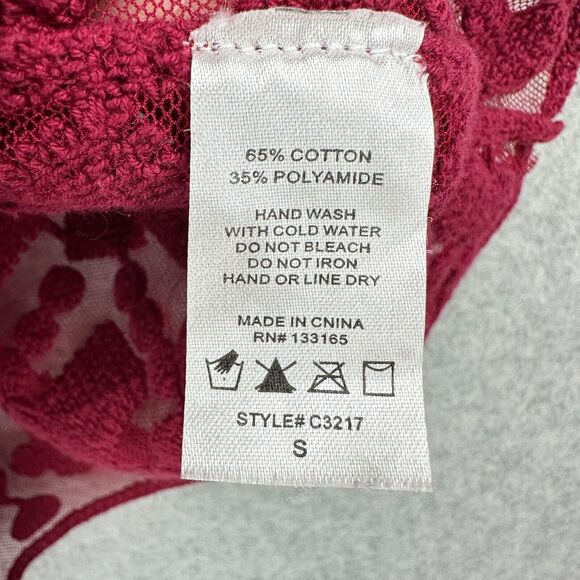 65% COTTON
35% POLYAMIDE
HAND WASH
WITH COLD WATER
DO NOT BLEACH
DO NOT IRON
HAND OR LINE DRY
MADE IN CNINA
RN# 133165
STYLE# C3217
S